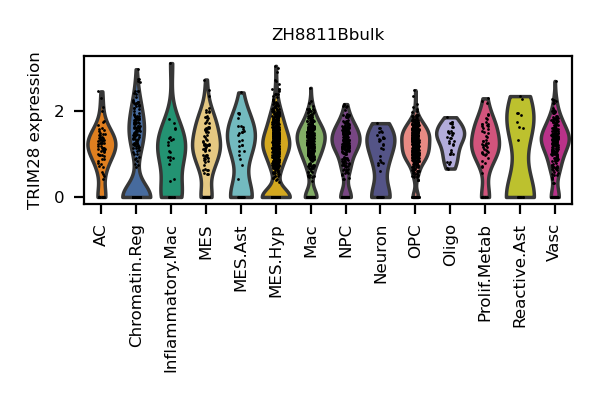 ZH8811Bbulk
TRIM28 expression
2
0
AC
Chromatin.Reg
Inflammatory.Mac
MES
MES.Ast
MES.Hyp
Mac
NPC
Neuron
OPC
Oligo
Prolif.Metab
Reactive.Ast
Vasc